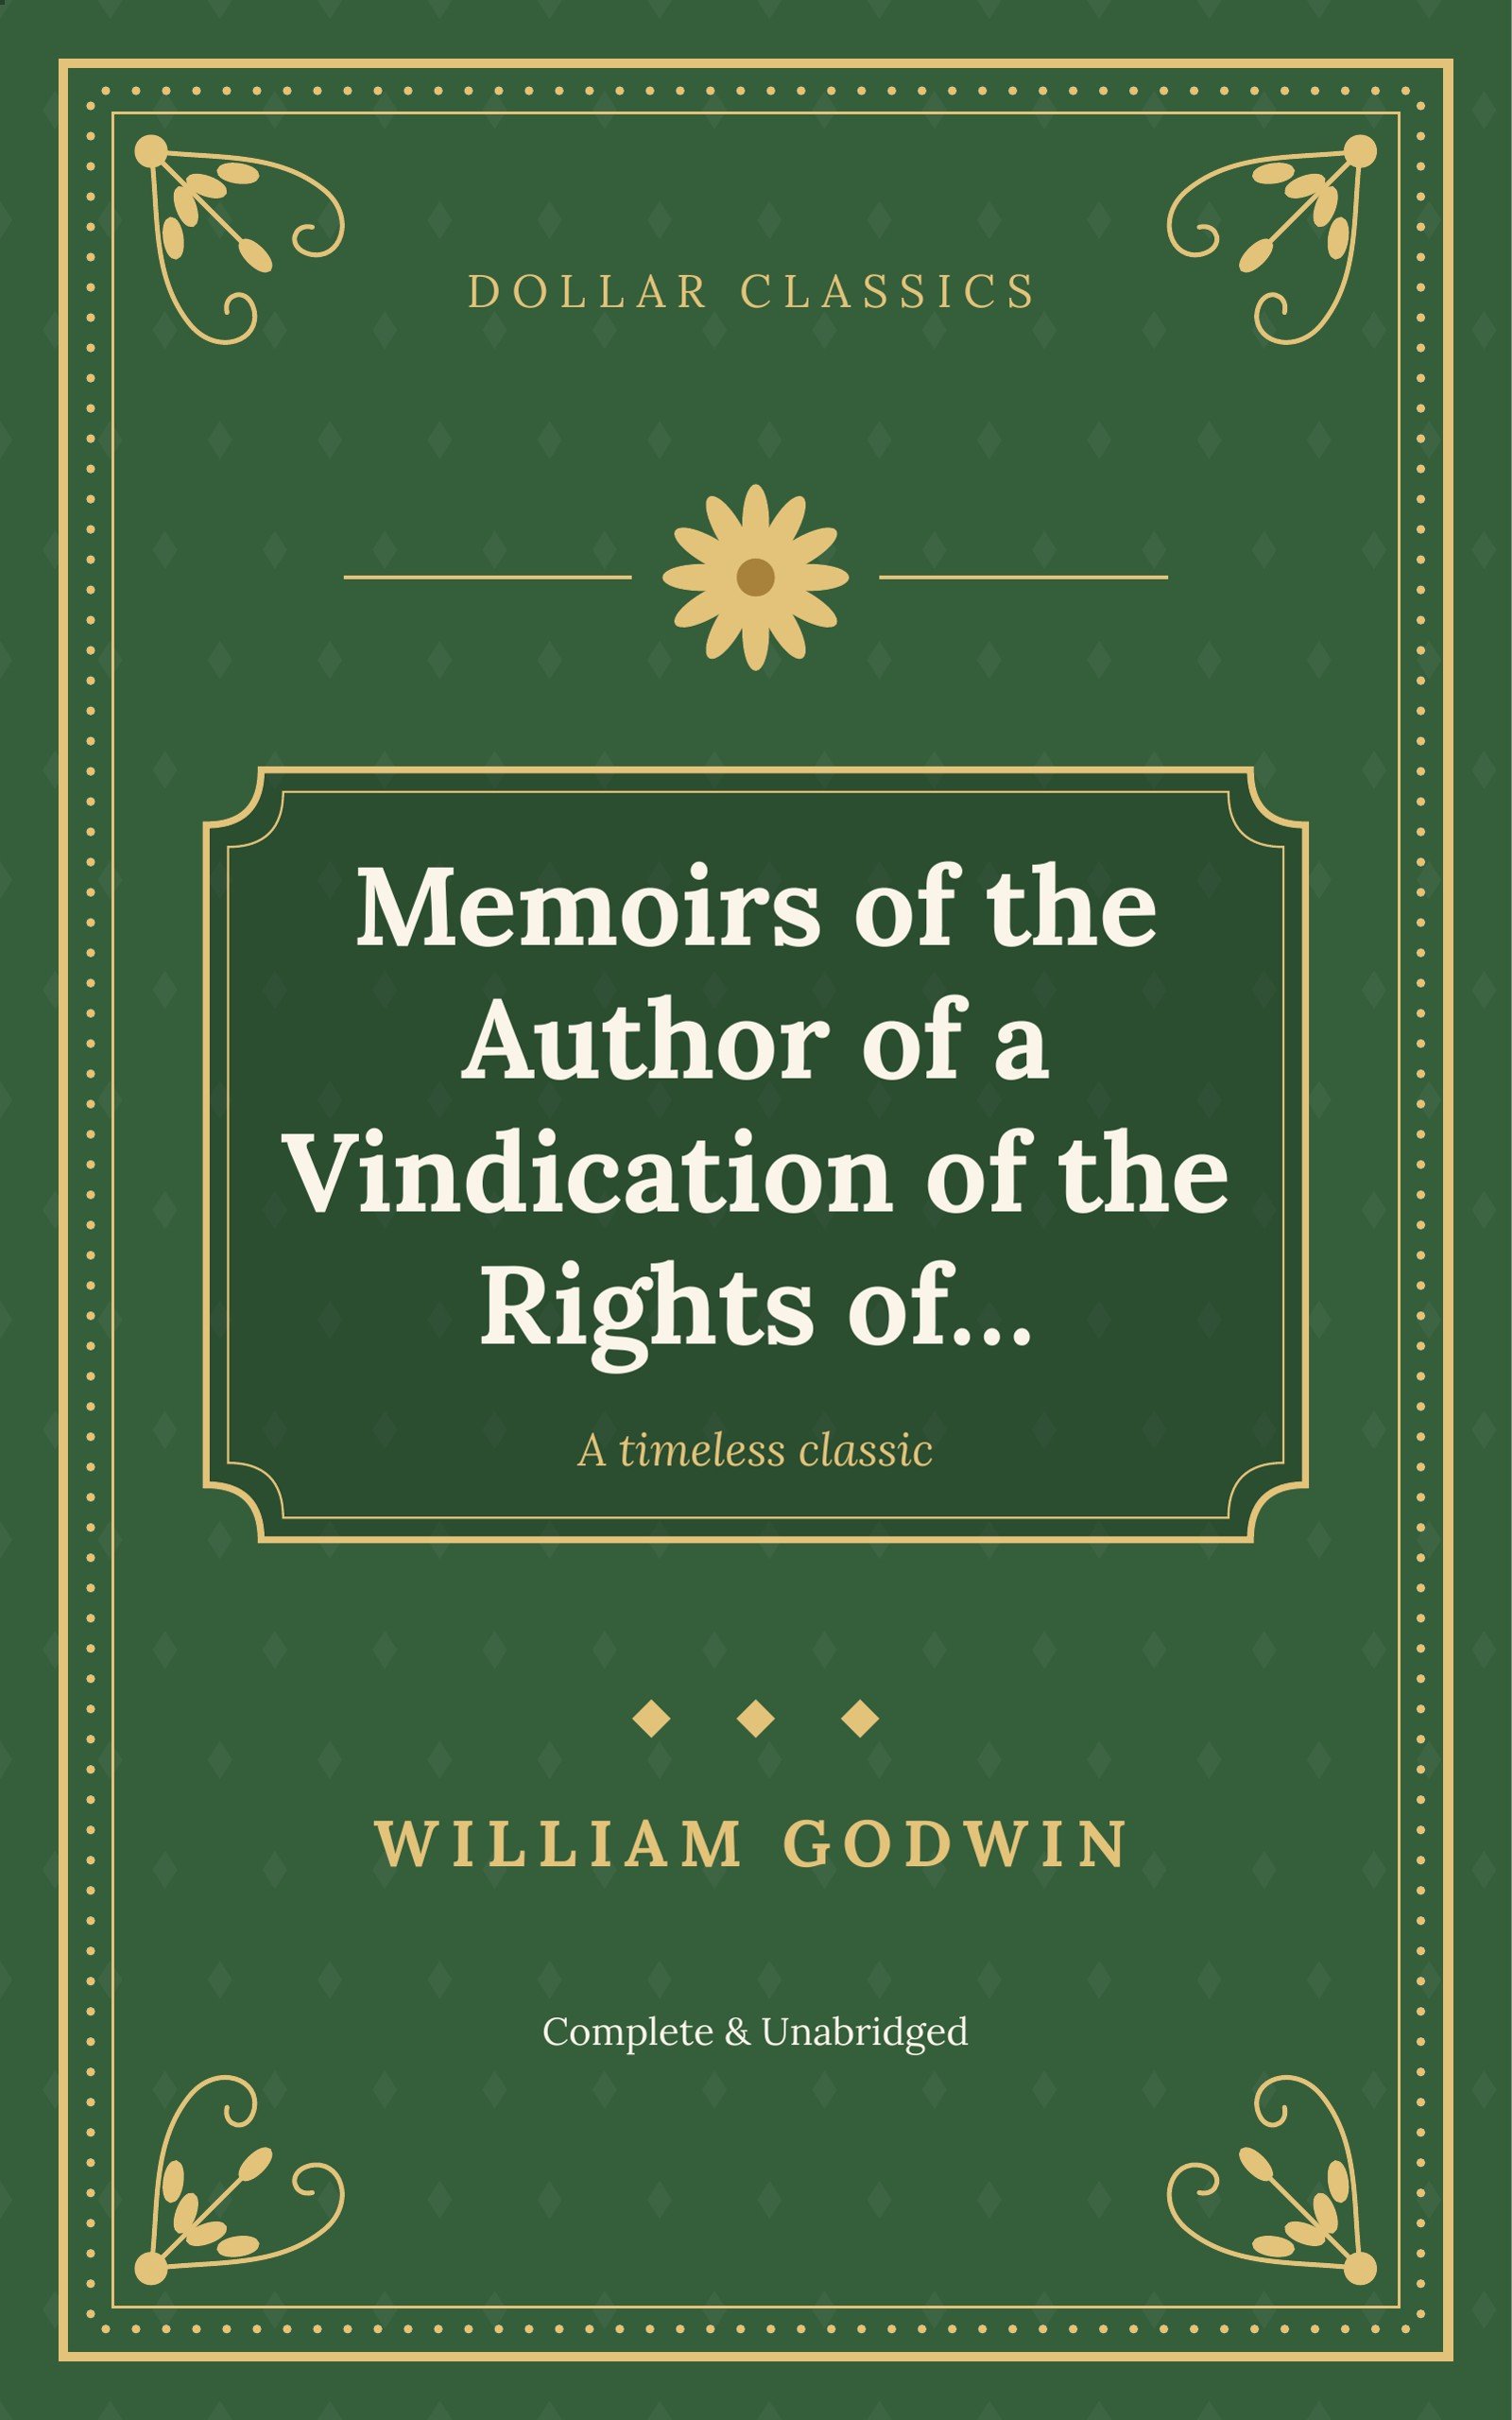 DOLLAR CLASSICS
Memoirs of the
Author of a
Vindication of the
Rights of...
A timeless classic
WILLIAM GODWIN
Complete & Unabridged